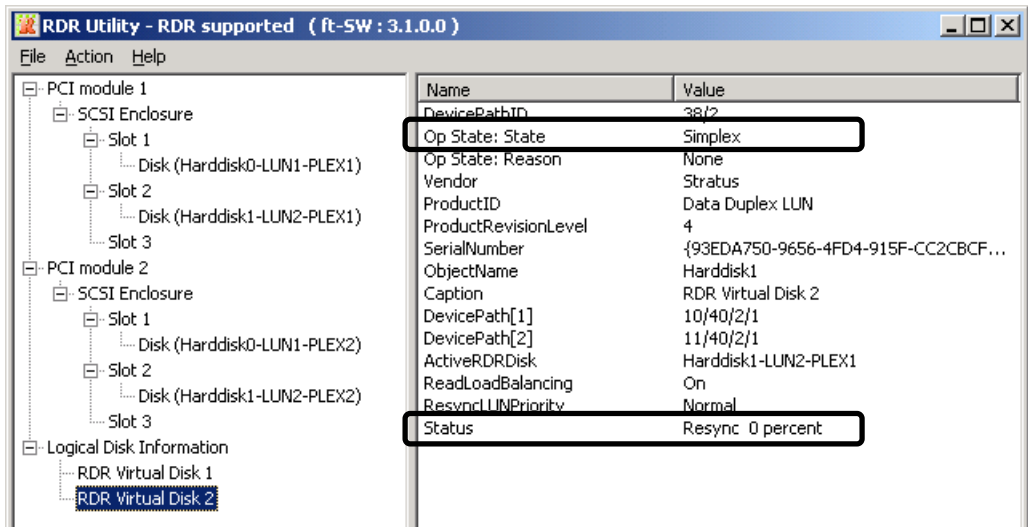 RDR Utility - RDR supported ( ft-SW : 3.1.0.0 )
File Action Help
PCI module 1
SCSI Enclosure
Slot 1
Disk (Harddisk0-LUN1-PLEX1)
Slot 2
Disk (Harddisk1-LUN2-PLEX1)
Slot 3
PCI module 2
SCSI Enclosure
Slot 1
Disk (Harddisk0-LUN1-PLEX2)
Slot 2
Disk (Harddisk1-LUN2-PLEX2)
Slot 3
Logical Disk Information
RDR Virtual Disk 1
RDR Virtual Disk 2
Name Value
DevicePathID 38/2
Op State: State Simplex
Op State: Reason None
Vendor Stratus
ProductID Data Duplex LUN
ProductRevisionLevel 4
SerialNumber {93EDA750-9656-4FD4-915F-CC2CBCF...
ObjectName Harddisk1
Caption RDR Virtual Disk 2
DevicePath[1] 10/40/2/1
DevicePath[2] 11/40/2/1
ActiveRDRDisk Harddisk1-LUN2-PLEX1
ReadLoadBalancing On
ResyncLUNPriority Normal
Status Resync 0 percent